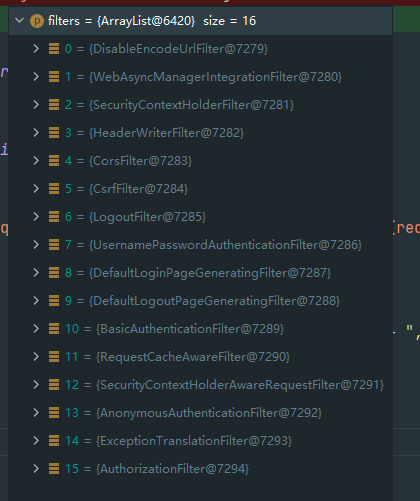 filters = {ArrayList@6420} size = 16
0 = {DisableEncodeUrlFilter@7279}
1 = {WebAsyncManagerIntegrationFilter@7280}
2 = {SecurityContextHolderFilter@7281}
3 = {HeaderWriterFilter@7282}
4 = {CorsFilter@7283}
5 = {CsrfFilter@7284}
6 = {LogoutFilter@7285}
7 = {UsernamePasswordAuthenticationFilter@7286}
8 = {DefaultLoginPageGeneratingFilter@7287}
9 = {DefaultLogoutPageGeneratingFilter@7288}
10 = {BasicAuthenticationFilter@7289}
11 = {RequestCacheAwareFilter@7290}
12 = {SecurityContextHolderAwareRequestFilter@7291}
13 = {AnonymousAuthenticationFilter@7292}
14 = {ExceptionTranslationFilter@7293}
15 = {AuthorizationFilter@7294}